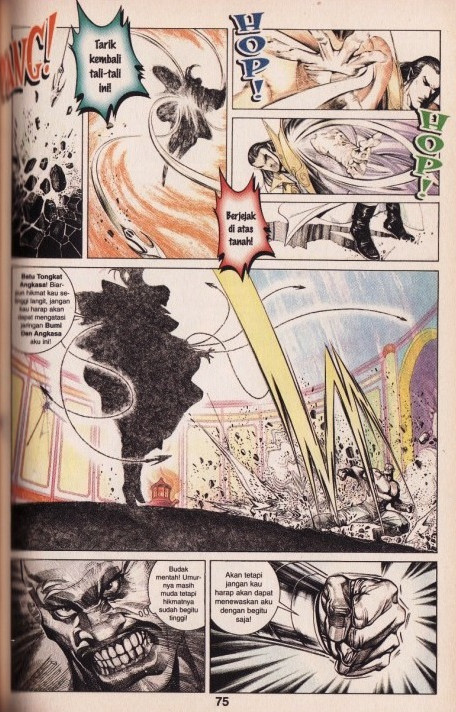 ANG!
Tarik
kembali
tali-tali
ini!
HOP!
HOP!
Berjejak
di atas
tanah!
Batu Tongkat
Angkasa! Biar-
pun hikmat kau se-
tinggi langit, jangan
kau harap akan
dapat mengatasi
jaringan Bumi
Dan Angkasa
aku ini!
Budak
mentah! Umur-
nya masih
muda tetapi
hikmatnya
sudah begitu
tinggi!
Akan tetapi
jangan kau
harap akan dapat
menewaskan aku
dengan begitu
saja!
75